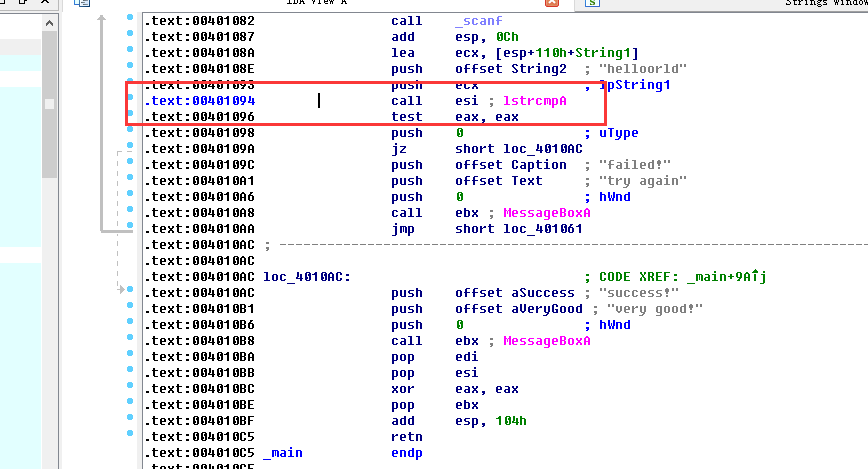 IDA View-A
Strings window
.text:00401082 call _scanf
.text:00401087 add esp, 0Ch
.text:0040108A lea ecx, [esp+110h+String1]
.text:0040108E push offset String2 ; "helloorld"
.text:00401093 push ecx ; lpString1
.text:00401094 call esi ; lstrcmpA
.text:00401096 test eax, eax
.text:00401098 push 0 ; uType
.text:0040109A jz short loc_4010AC
.text:0040109C push offset Caption ; "failed!"
.text:004010A1 push offset Text ; "try again"
.text:004010A6 push 0 ; hWnd
.text:004010A8 call ebx ; MessageBoxA
.text:004010AA jmp short loc_401061
.text:004010AC ; ---------------------------------------------------------------------------
.text:004010AC
.text:004010AC loc_4010AC: ; CODE XREF: _main+9A↑j
.text:004010AC push offset aSuccess ; "success!"
.text:004010B1 push offset aVeryGood ; "very good!"
.text:004010B6 push 0 ; hWnd
.text:004010B8 call ebx ; MessageBoxA
.text:004010BA pop edi
.text:004010BB pop esi
.text:004010BC xor eax, eax
.text:004010BE pop ebx
.text:004010BF add esp, 104h
.text:004010C5 retn
.text:004010C5 _main endp